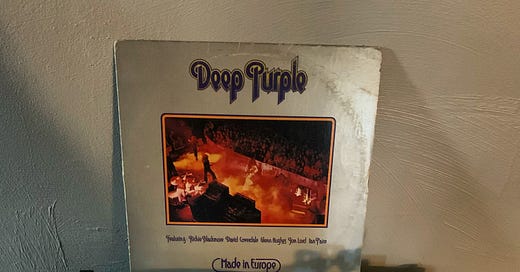 Deep Purple
Featuring: Ritchie Blackmore David Coverdale Glenn Hughes Jon Lord Ian Paice
Made in Europe